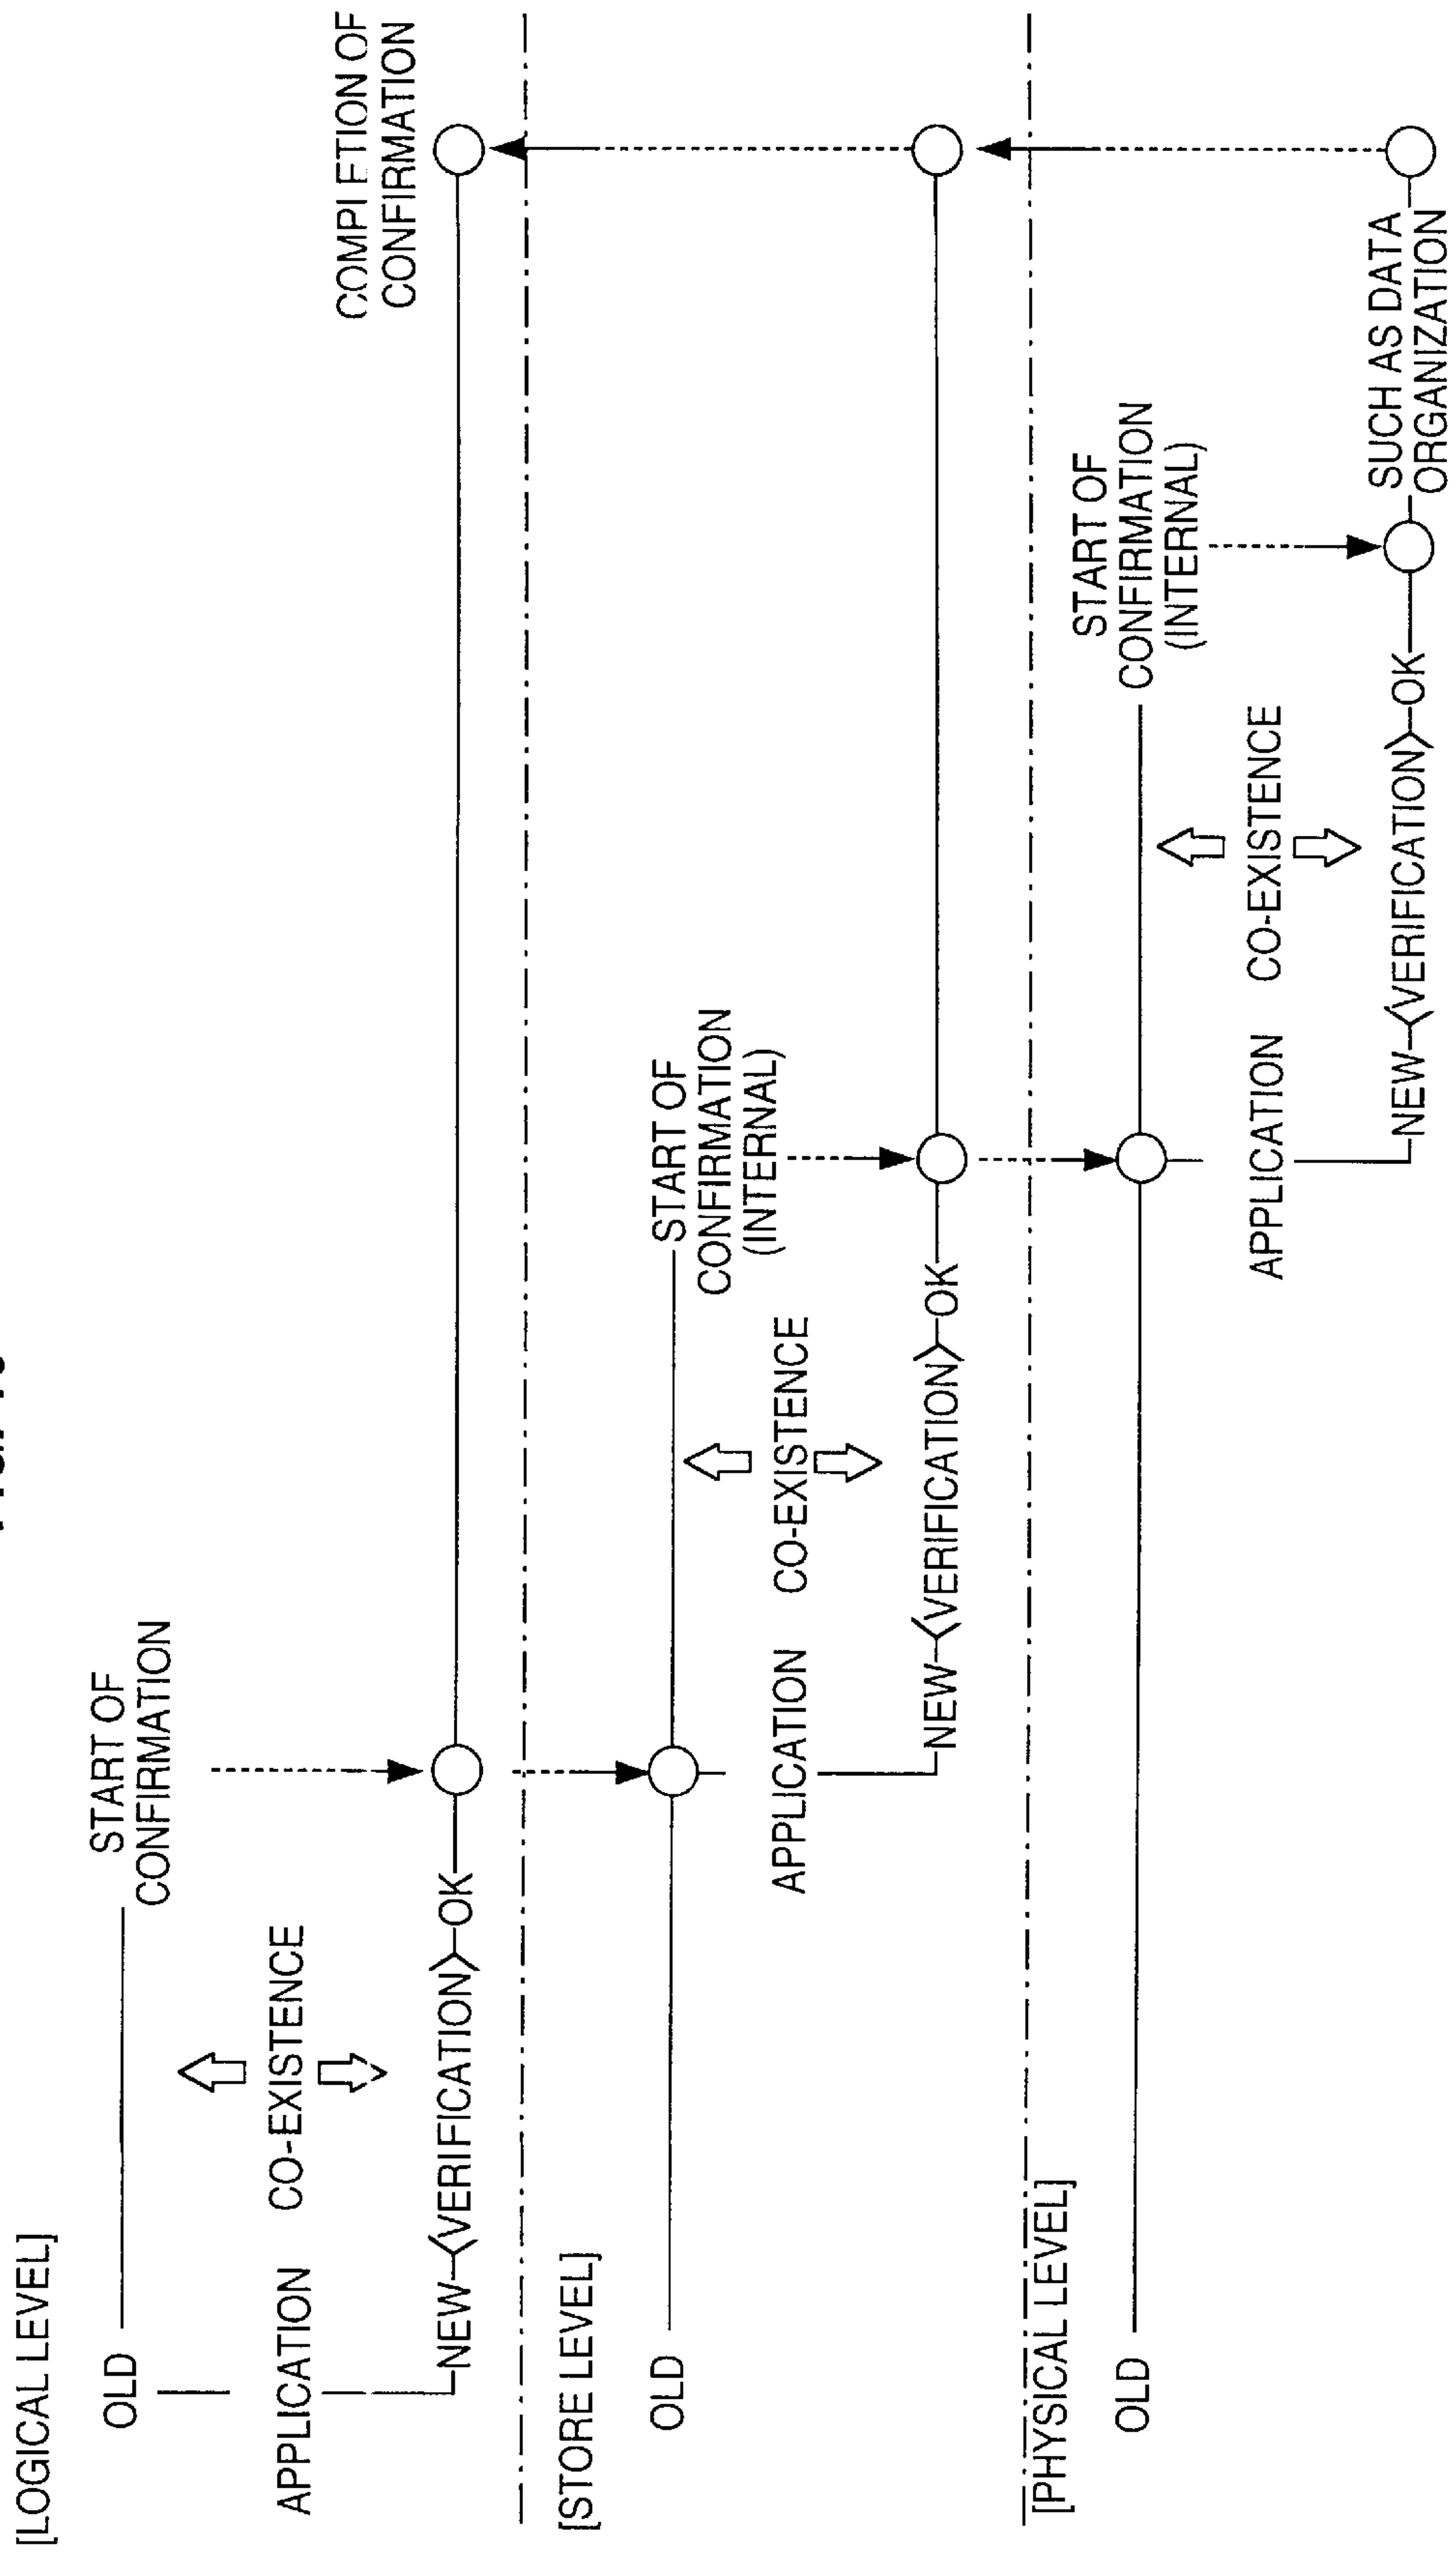 [LOGICAL LEVEL]
OLD
START OF
CONFIRMATION
APPLICATION
CO-EXISTENCE
COMPLETION OF
CONFIRMATION
NEW
VERIFICATION
OK
[STORE LEVEL]
OLD
START OF
CONFIRMATION
(INTERNAL)
APPLICATION
CO-EXISTENCE
NEW
VERIFICATION
OK
[PHYSICAL LEVEL]
OLD
START OF
CONFIRMATION
(INTERNAL)
APPLICATION
CO-EXISTENCE
NEW
VERIFICATION
OK
SUCH AS DATA
ORGANIZATION